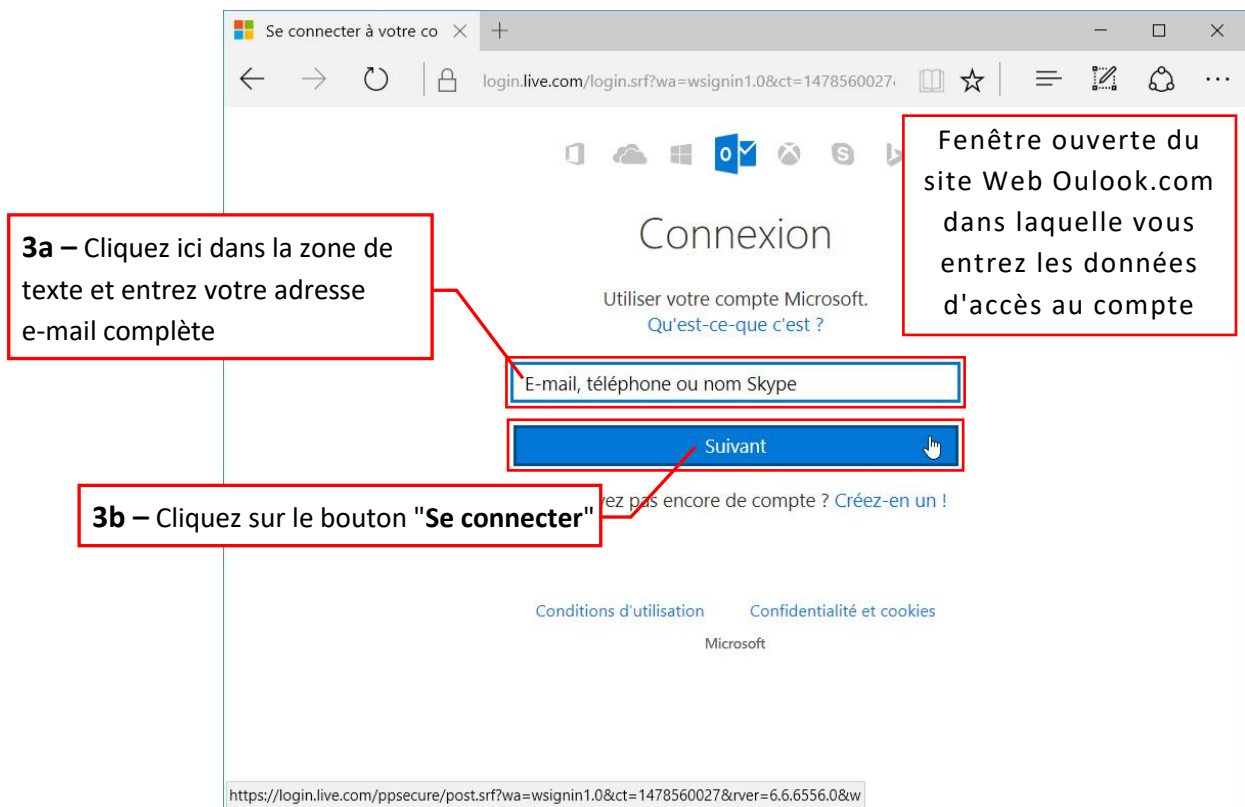 Se connecter à votre co
login.live.com/login.srf?wa=wsignin1.0&ct=1478560027
Fenêtre ouverte du
site Web Oulook.com
dans laquelle vous
entrez les données
d'accès au compte
Connexion
3a – Cliquez ici dans la zone de
texte et entrez votre adresse
e-mail complète
Utiliser votre compte Microsoft.
Qu'est-ce-que c'est ?
E-mail, téléphone ou nom Skype
Suivant
vez pas encore de compte ? Créez-en un !
3b – Cliquez sur le bouton "Se connecter"
Conditions d'utilisation Confidentialité et cookies
Microsoft
https://login.live.com/ppsecure/post.srf?wa=wsignin1.0&ct=1478560027&rver=6.6.6556.0&w